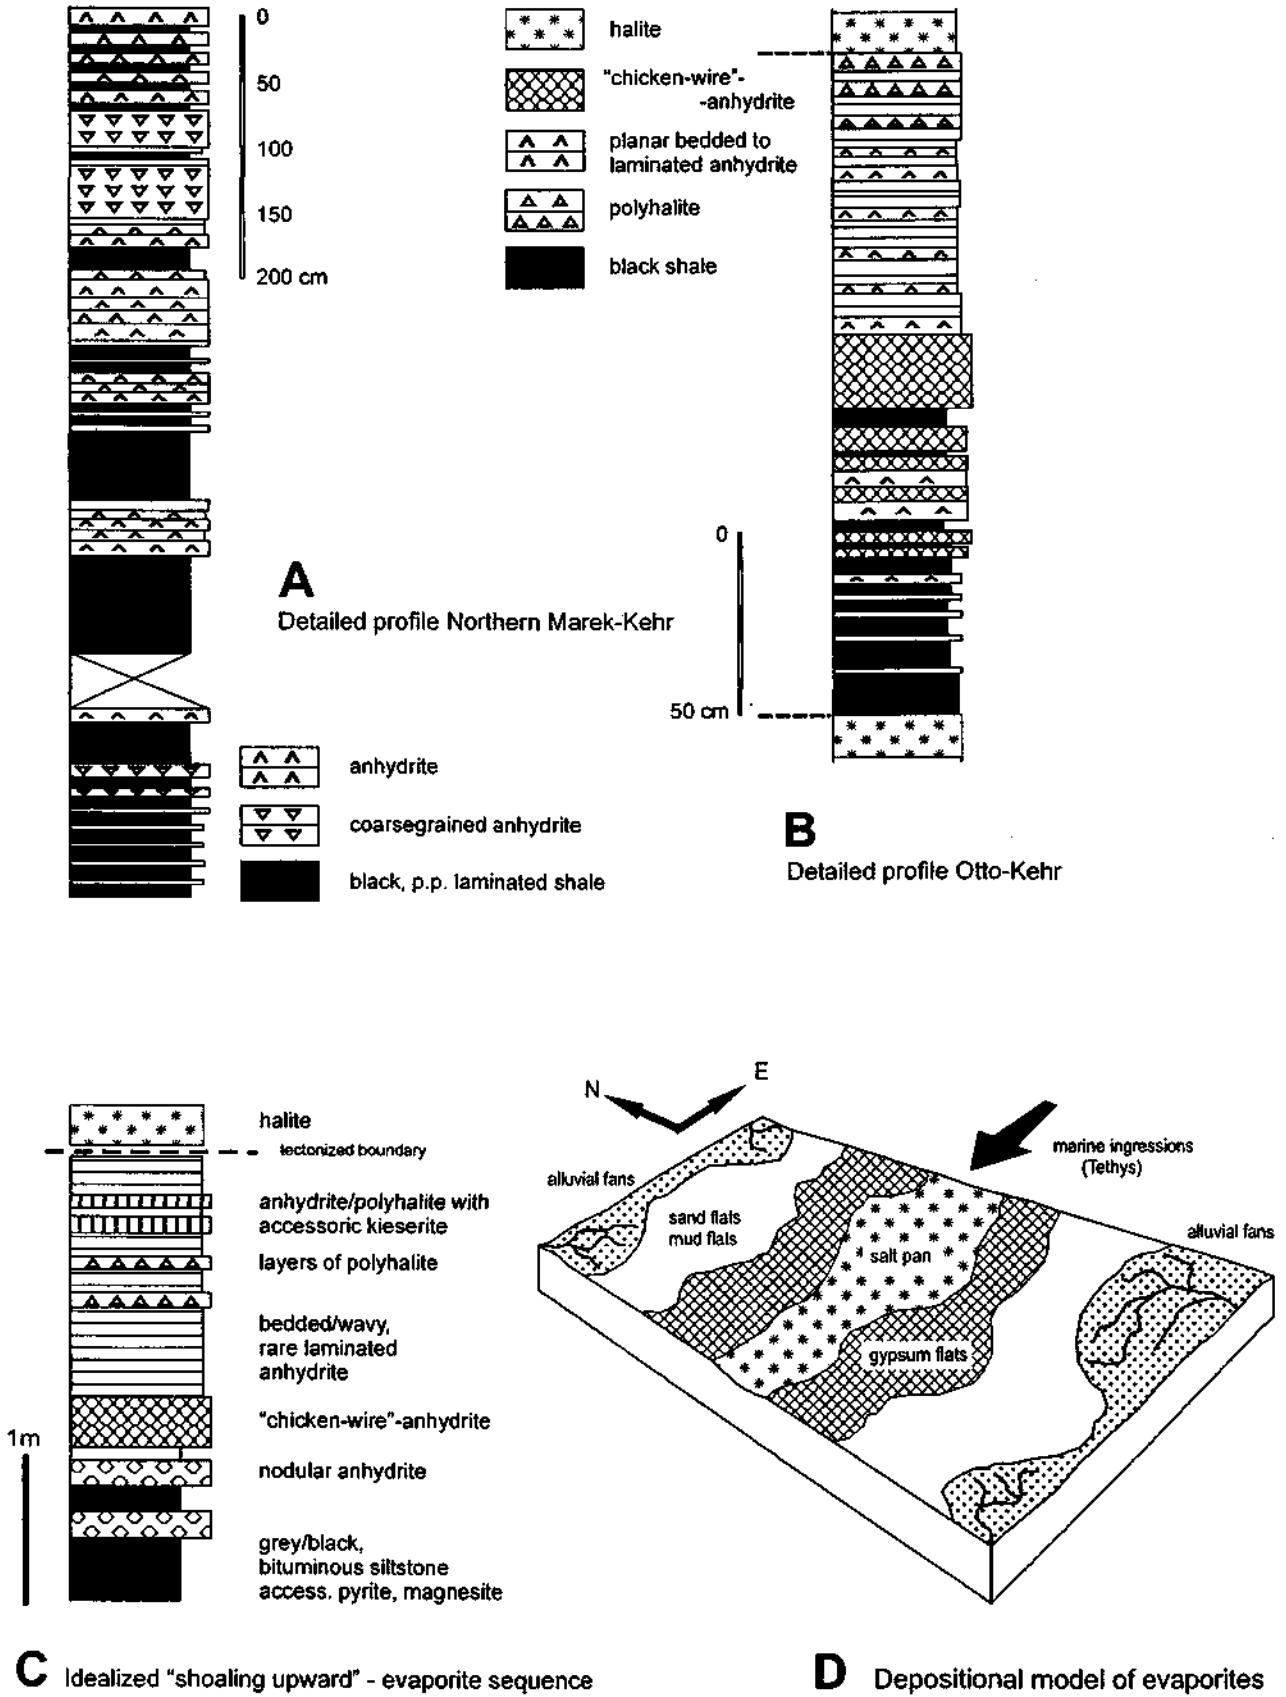 0
50
100
150
200 cm
halite
"chicken-wire"-
-anhydrite
planar bedded to
laminated anhydrite
polyhalite
black shale
A
Detailed profile Northern Marek-Kehr
anhydrite
coarsegrained anhydrite
black, p.p. laminated shale
0
50 cm
B
Detailed profile Otto-Kehr
halite
tectonized boundary
anhydrite/polyhalite with
accessoric kieserite
layers of polyhalite
bedded/wavy,
rare laminated
anhydrite
"chicken-wire"-anhydrite
1m
nodular anhydrite
grey/black,
bituminous siltstone
access. pyrite, magnesite
C Idealized "shoaling upward" - evaporite sequence
N
E
marine ingressions
(Tethys)
alluvial fans
sand flats
mud flats
salt pan
gypsum flats
alluvial fans
D Depositional model of evaporites